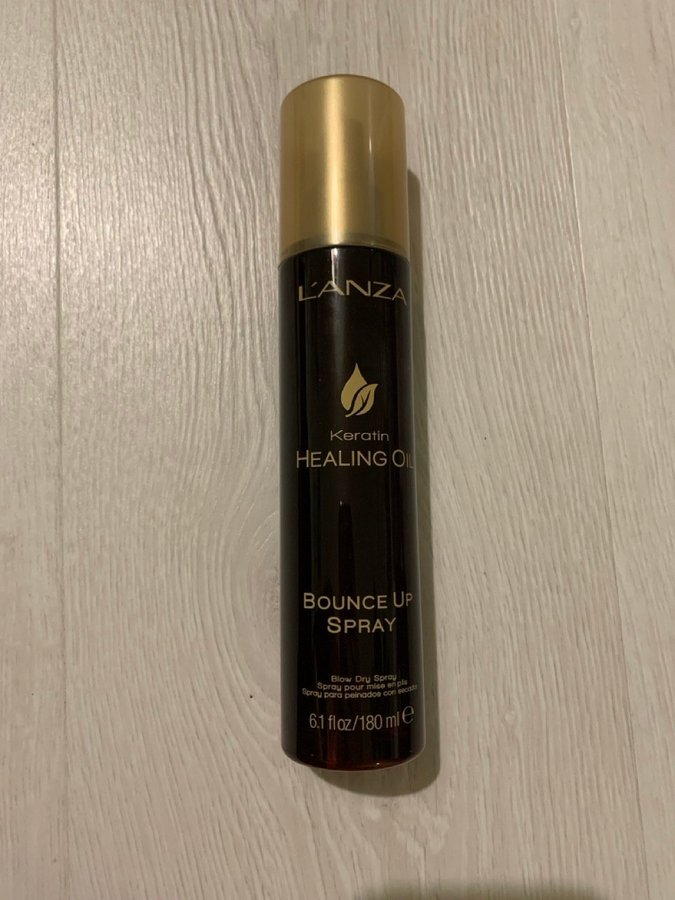 L'ANZA
Keratin
HEALING OIL
BOUNCE UP
SPRAY
Blow Dry Spray
Spray pour mise en plis
Spray para peinados con secador
6.1 fl oz/180 ml ℮